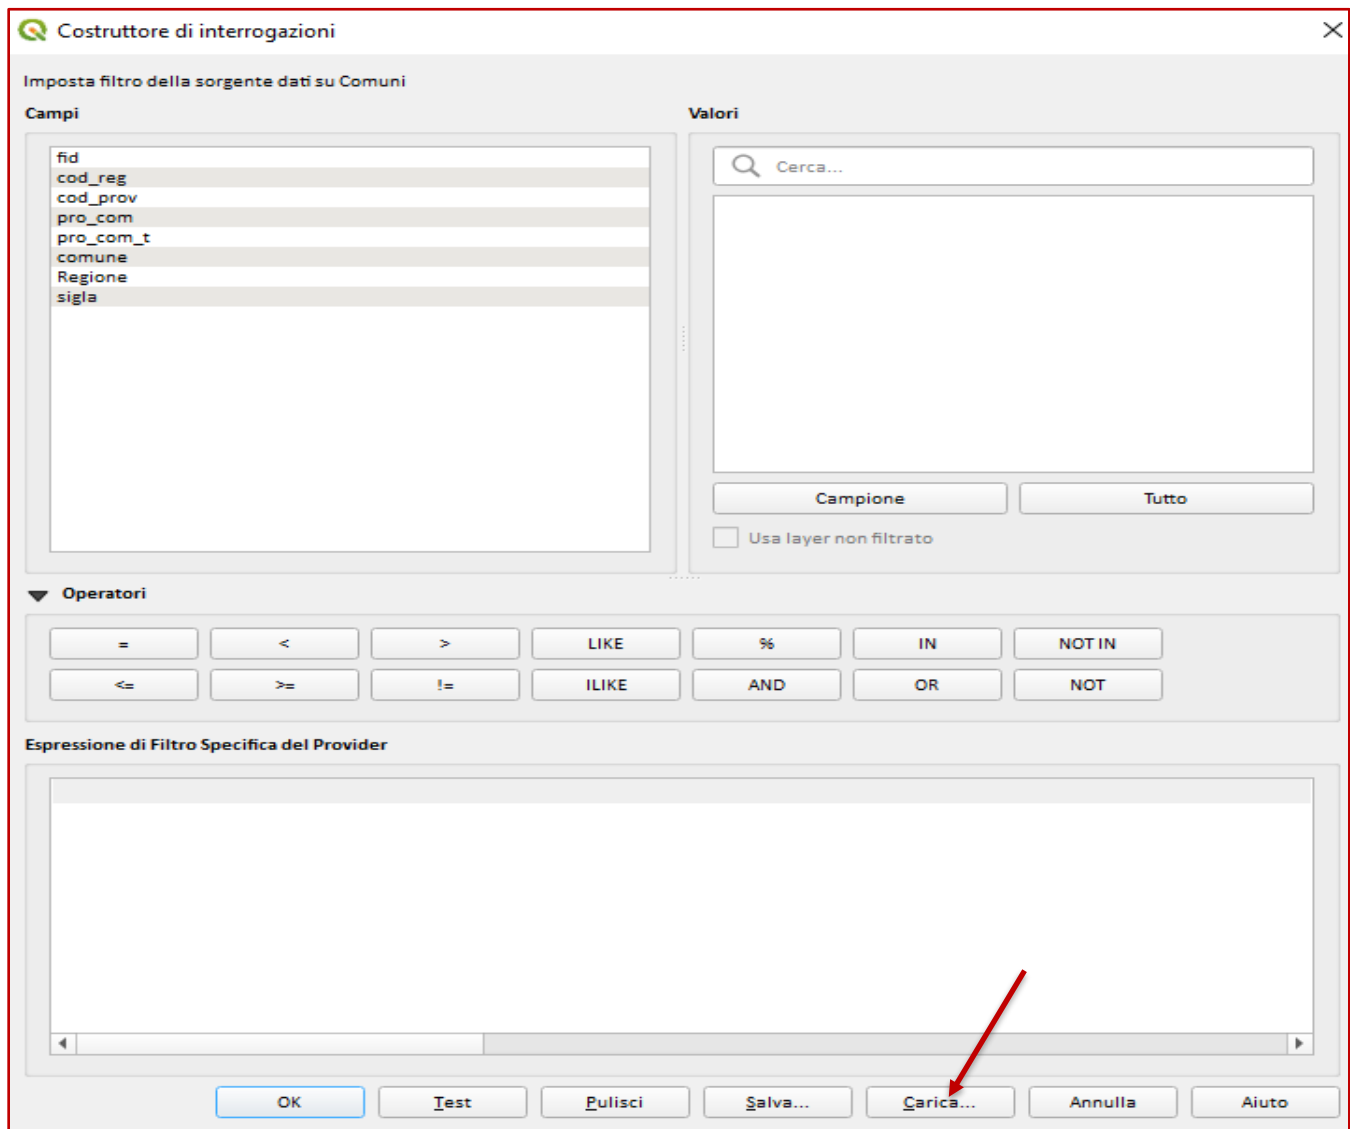 Costruttore di interrogazioni
Imposta filtro della sorgente dati su Comuni
Campi
Valori
fid
cod_reg
cod_prov
pro_com
pro_com_t
comune
Regione
sigla
Cerca...
Campione
Tutto
Usa layer non filtrato
Operatori
= < > LIKE % IN NOT IN
<= >= != ILIKE AND OR NOT
Espressione di Filtro Specifica del Provider
OK Test Pulisci Salva... Carica... Annulla Aiuto